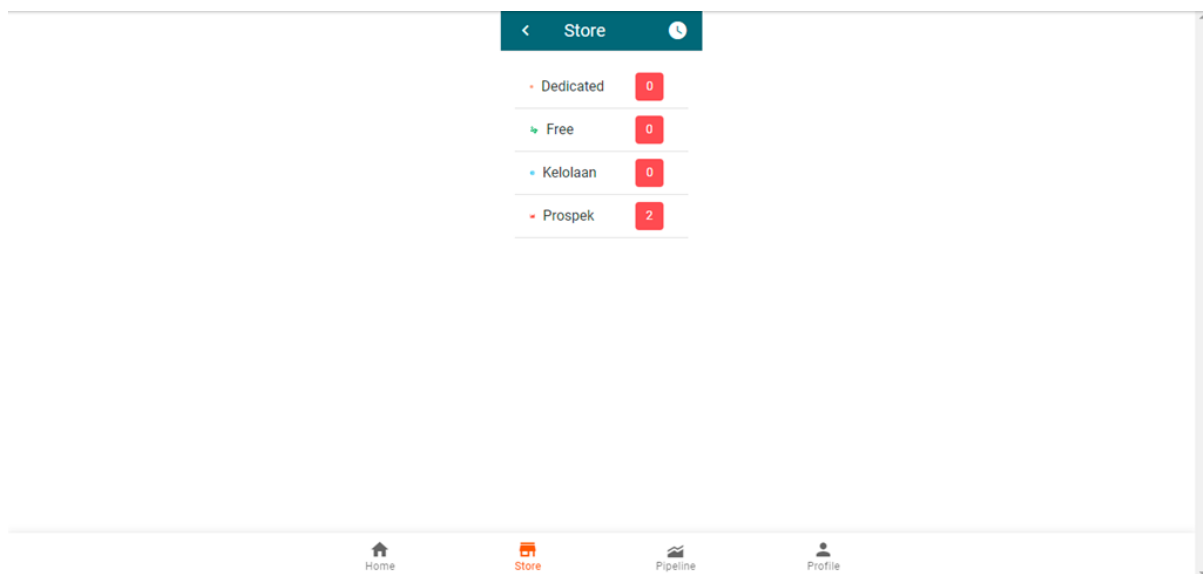 Store
Dedicated 0
Free 0
Kelolaan 0
Prospek 2
Home Store Pipeline Profile